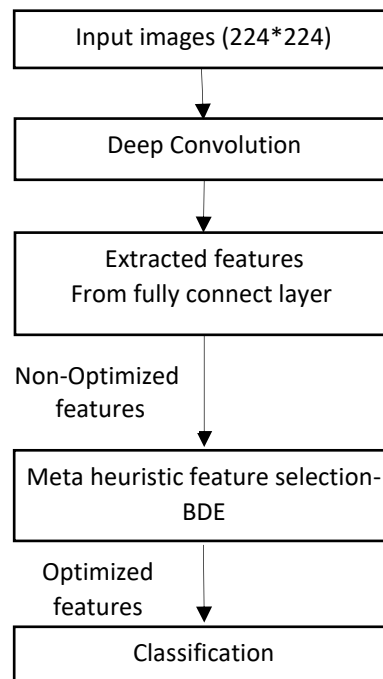 Input images (224*224)
Deep Convolution
Extracted features
From fully connect layer
Non-Optimized
features
Meta heuristic feature selection-
BDE
Optimized
features
Classification